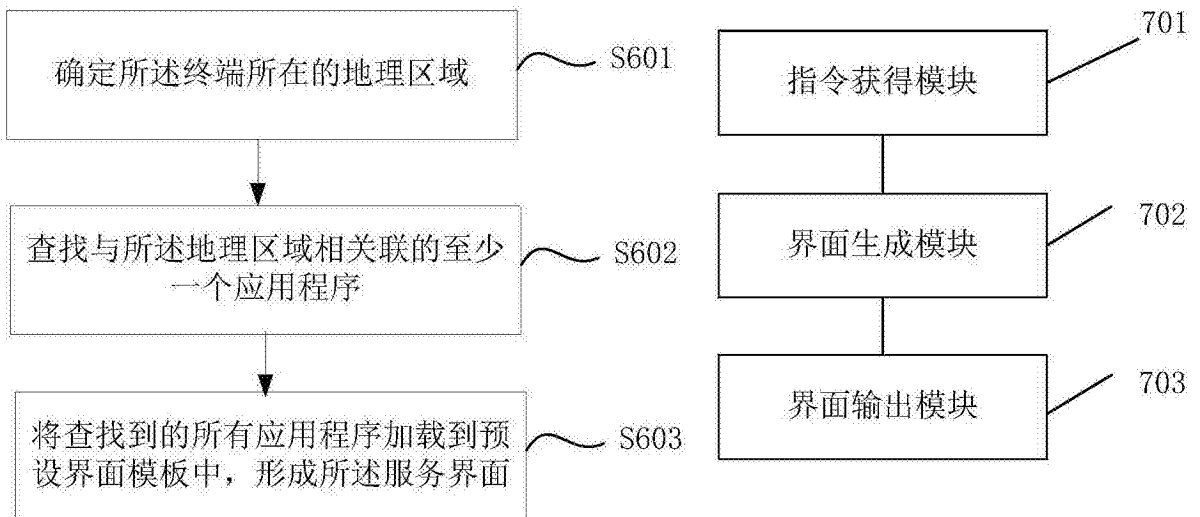 确定所述终端所在的地理区域
S601
查找与所述地理区域相关联的至少
一个应用程序
S602
将查找到的所有应用程序加载到预
设界面模板中，形成所述服务界面
S603
701
指令获得模块
702
界面生成模块
703
界面输出模块